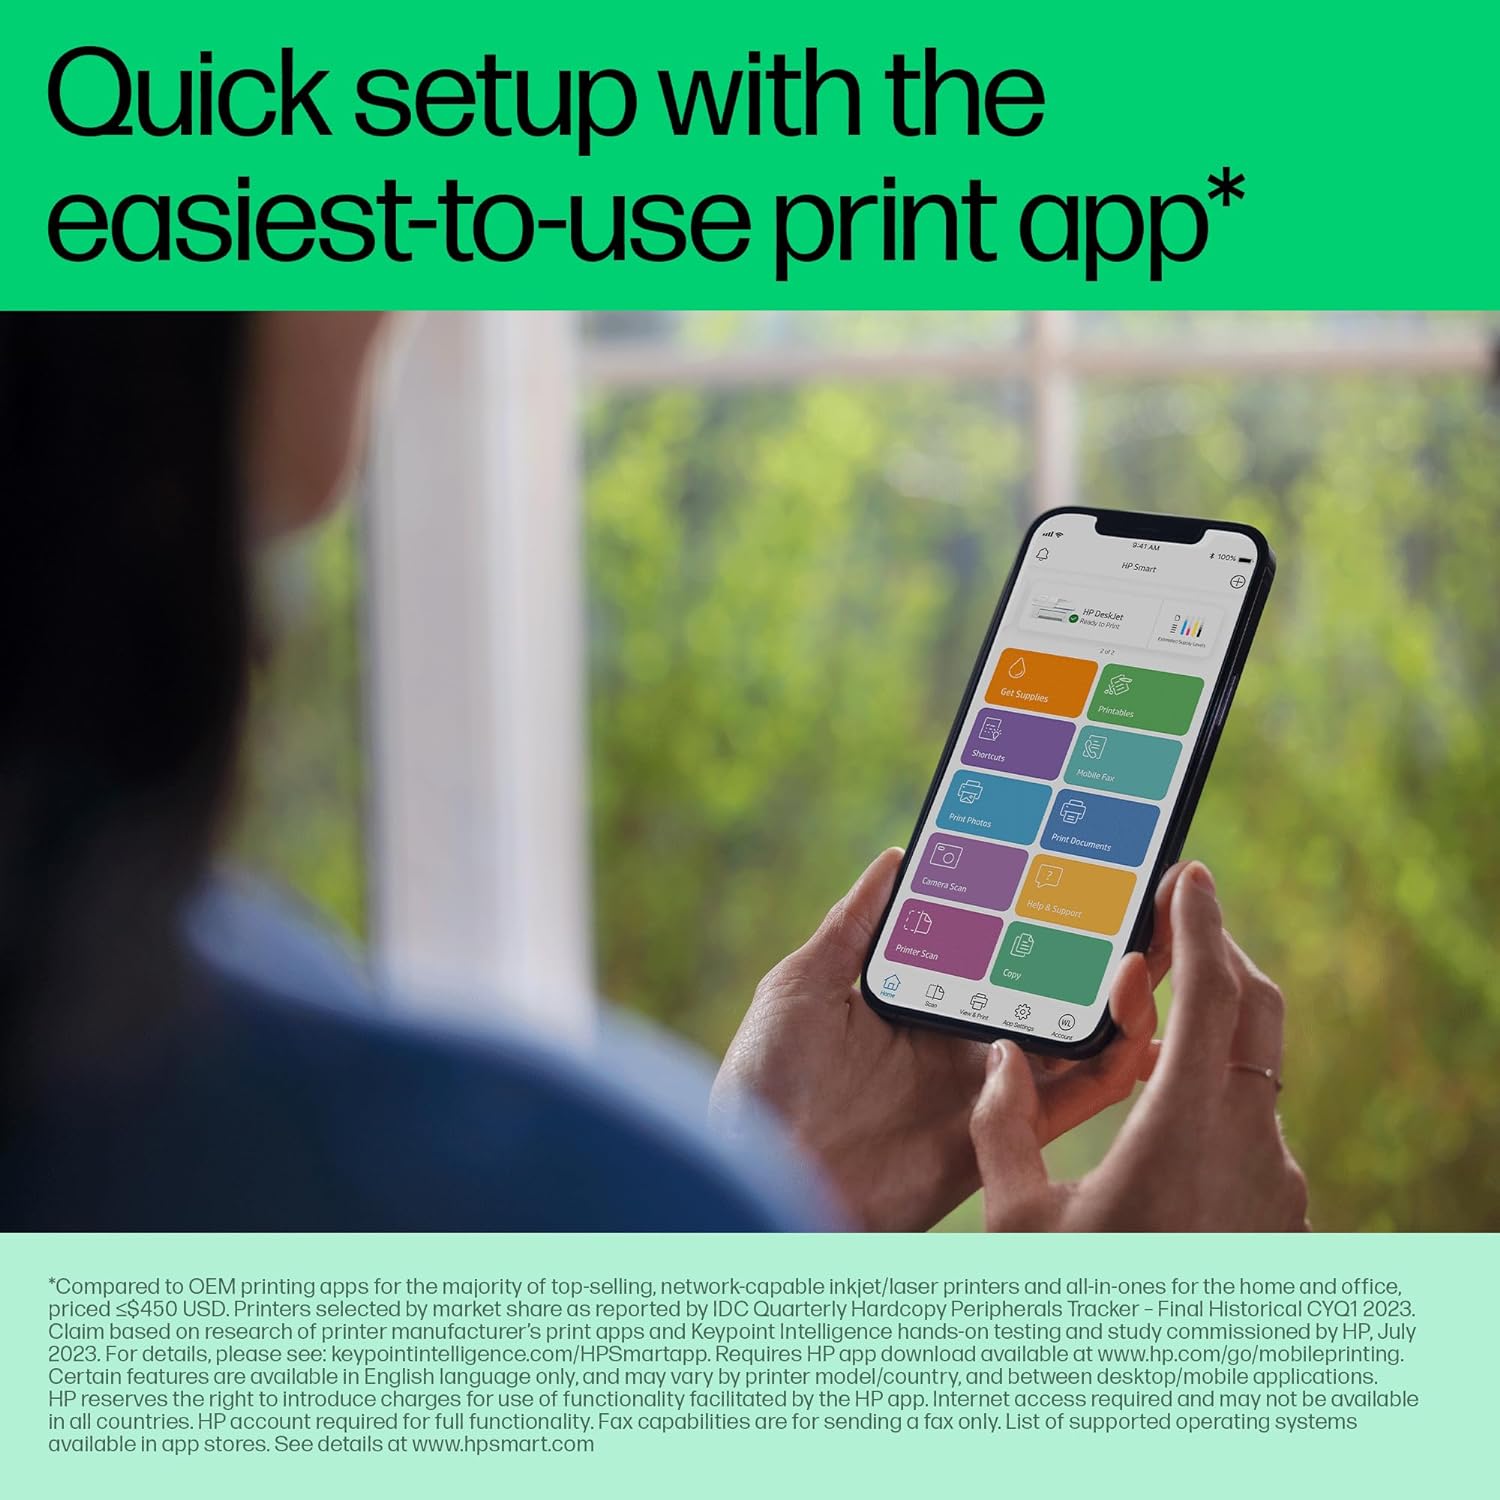 Quick setup with the
easiest-to-use print app*
9:41 AM
100%
HP Smart
HP DeskJet
Ready to Print
Estimated Supply Levels
2 of 2
Get Supplies
Printables
Shortcuts
Mobile Fax
Print Photos
Print Documents
Camera Scan
Help & Support
Printer Scan
Copy
Home
Scan
View & Print
App Settings
WL
Account
*Compared to OEM printing apps for the majority of top-selling, network-capable inkjet/laser printers and all-in-ones for the home and office,
priced ≤$450 USD. Printers selected by market share as reported by IDC Quarterly Hardcopy Peripherals Tracker – Final Historical CYQ1 2023.
Claim based on research of printer manufacturer's print apps and Keypoint Intelligence hands-on testing and study commissioned by HP, July
2023. For details, please see: keypointintelligence.com/HPSmartapp. Requires HP app download available at www.hp.com/go/mobileprinting.
Certain features are available in English language only, and may vary by printer model/country, and between desktop/mobile applications.
HP reserves the right to introduce charges for use of functionality facilitated by the HP app. Internet access required and may not be available
in all countries. HP account required for full functionality. Fax capabilities are for sending a fax only. List of supported operating systems
available in app stores. See details at www.hpsmart.com